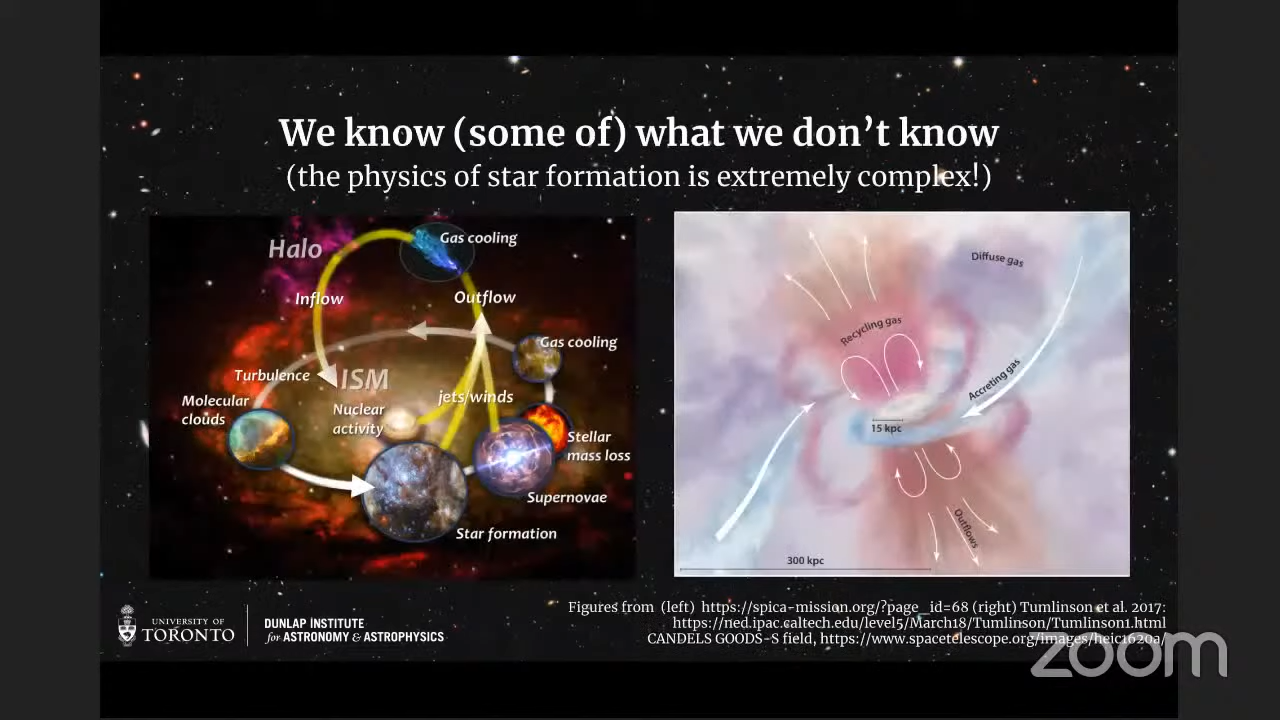 We know (some of) what we don't know
(the physics of star formation is extremely complex!)
Halo
Gas cooling
Inflow
Outflow
Gas cooling
Turbulence
ISM
Molecular
clouds
Nuclear
activity
jets/winds
Stellar
mass loss
Supernovae
Star formation
Diffuse gas
Recycling gas
Accreting gas
15 kpc
Outflows
300 kpc
UNIVERSITY OF
TORONTO
DUNLAP INSTITUTE
for ASTRONOMY & ASTROPHYSICS
Figures from (left) https://spica-mission.org/?page_id=68 (right) Tumlinson et al. 2017:
https://ned.ipac.caltech.edu/level5/March18/Tumlinson/Tumlinson1.html
CANDELS GOODS-S field, https://www.spacetelescope.org/images/heic1620a/
zoom